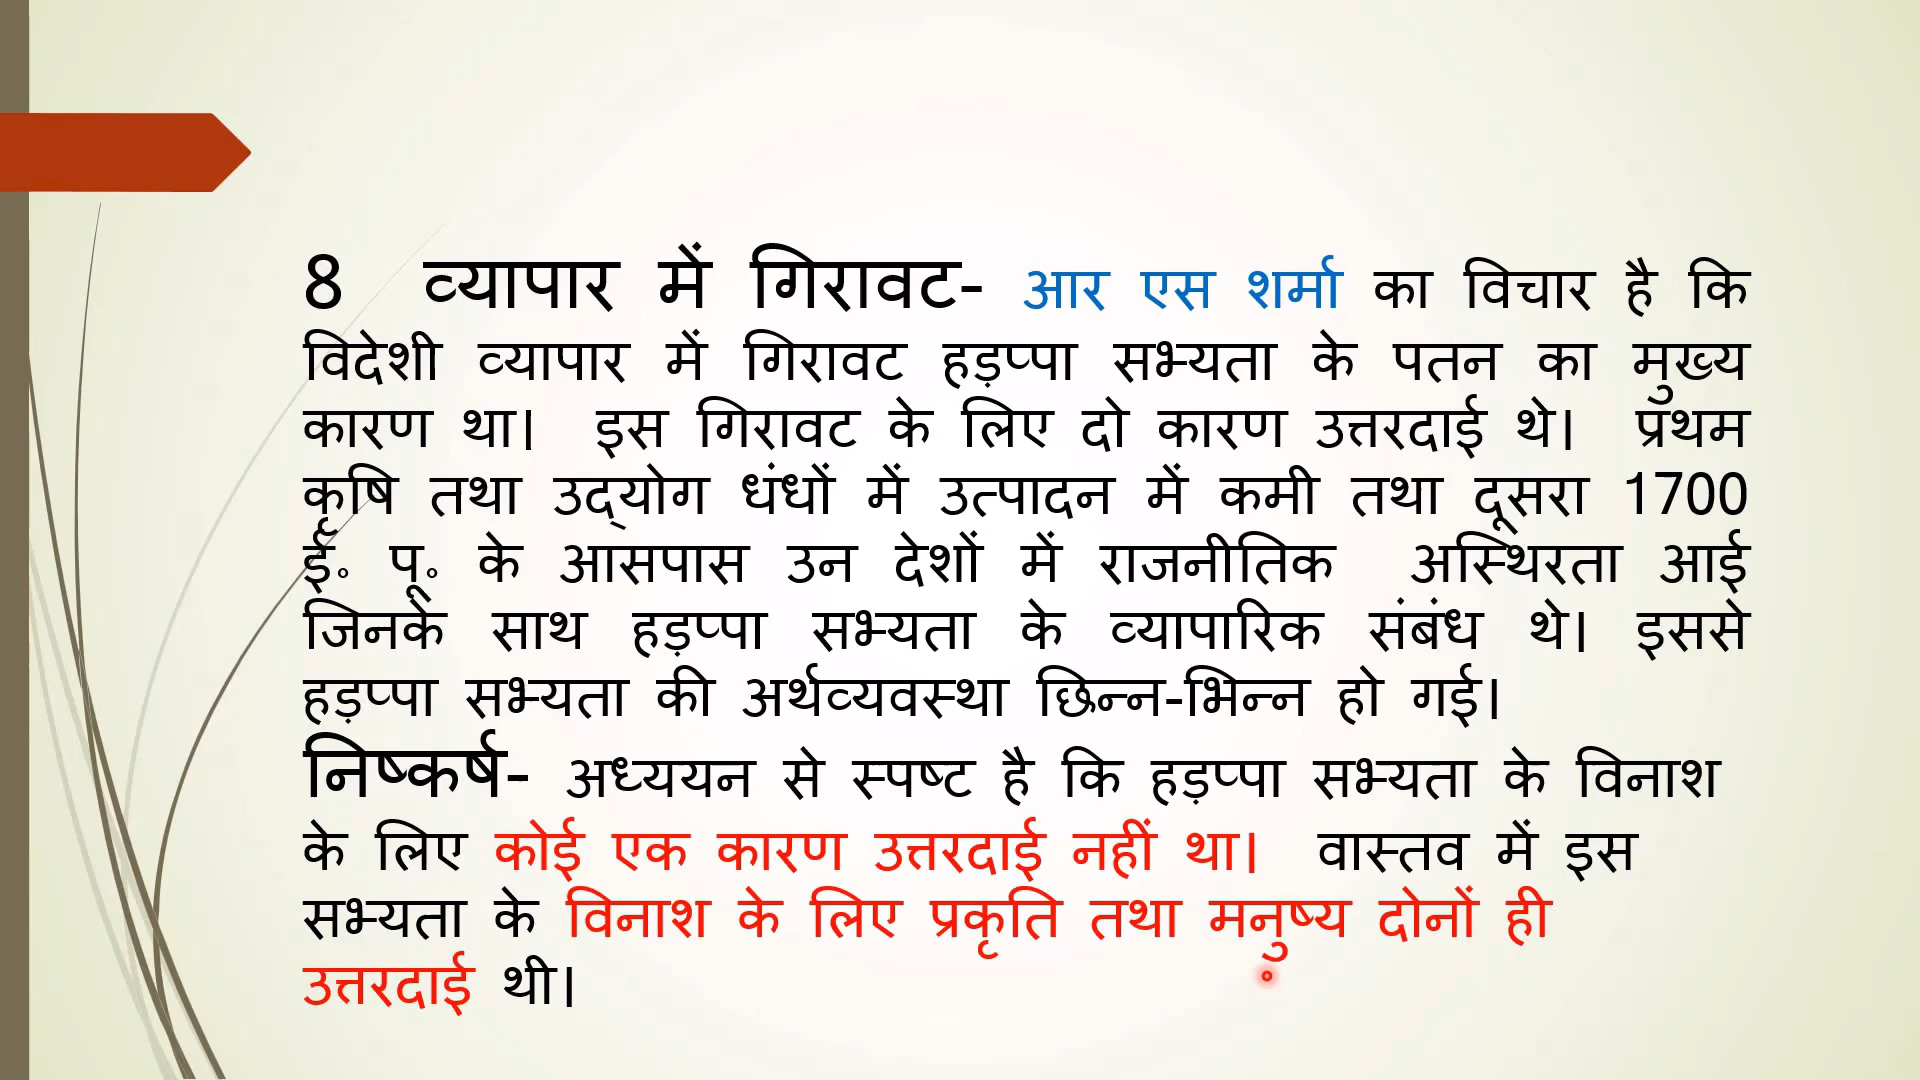 8 व्यापार में गिरावट- आर एस शर्मा का विचार है कि
विदेशी व्यापार में गिरावट हड़प्पा सभ्यता के पतन का मुख्य
कारण था। इस गिरावट के लिए दो कारण उत्तरदाई थे। प्रथम
कृषि तथा उद्योग धंधों में उत्पादन में कमी तथा दूसरा 1700
ई॰ पू॰ के आसपास उन देशों में राजनीतिक अस्थिरता आई
जिनके साथ हड़प्पा सभ्यता के व्यापारिक संबंध थे। इससे
हड़प्पा सभ्यता की अर्थव्यवस्था छिन्न-भिन्न हो गई।
निष्कर्ष- अध्ययन से स्पष्ट है कि हड़प्पा सभ्यता के विनाश
के लिए कोई एक कारण उत्तरदाई नहीं था। वास्तव में इस
सभ्यता के विनाश के लिए प्रकृति तथा मनुष्य दोनों ही
उत्तरदाई थी।